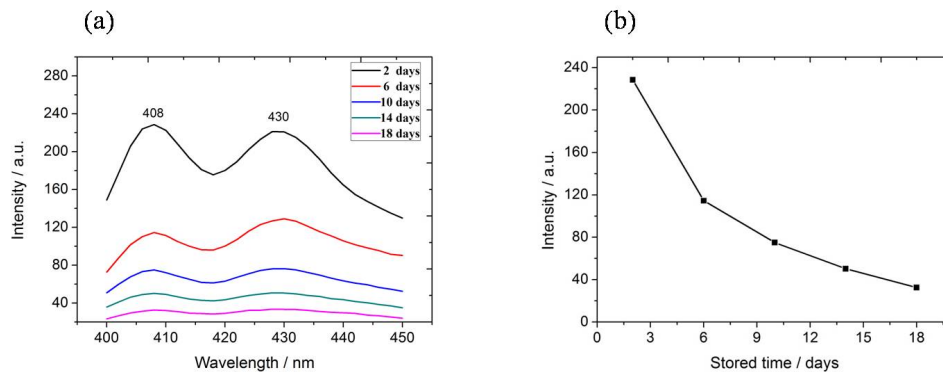 (a)
280
240
200
160
120
80
40
400
410
420
430
440
450
Intensity / a.u.
Wavelength / nm
408
430
2 days
6 days
10 days
14 days
18 days
(b)
240
200
160
120
80
40
0
0
3
6
9
12
15
18
Intensity / a.u.
Stored time / days